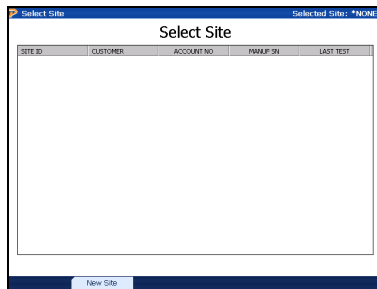 Select Site Selected Site: *NONE
Select Site
SITE ID CUSTOMER ACCOUNT NO MANUF SN LAST TEST
New Site